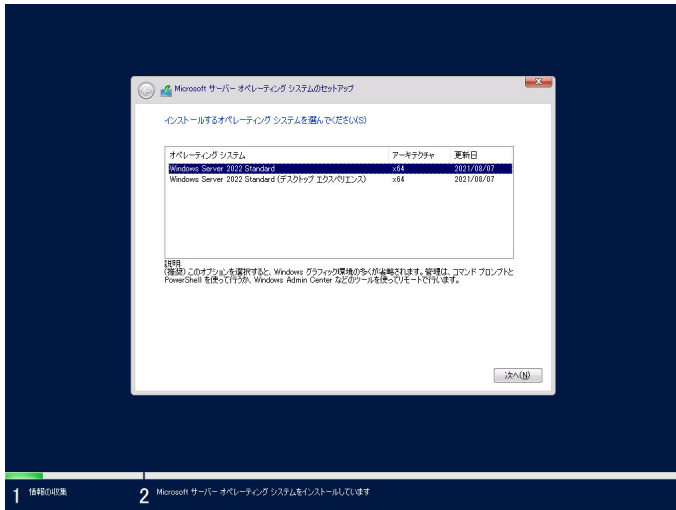 Microsoft サーバー オペレーティング システムのセットアップ
インストールするオペレーティング システムを選んでください(S)
オペレーティング システム アーキテクチャ 更新日
Windows Server 2022 Standard x64 2021/08/07
Windows Server 2022 Standard (デスクトップ エクスペリエンス) x64 2021/08/07
説明
(推奨) このオプションを選択すると、Windows グラフィック環境の多くが省略されます。管理は、コマンド プロンプトと
PowerShell を使って行うか、Windows Admin Center などのツールを使ってリモートで行います。
次へ(N)
1 情報の収集
2 Microsoft サーバー オペレーティング システムをインストールしています